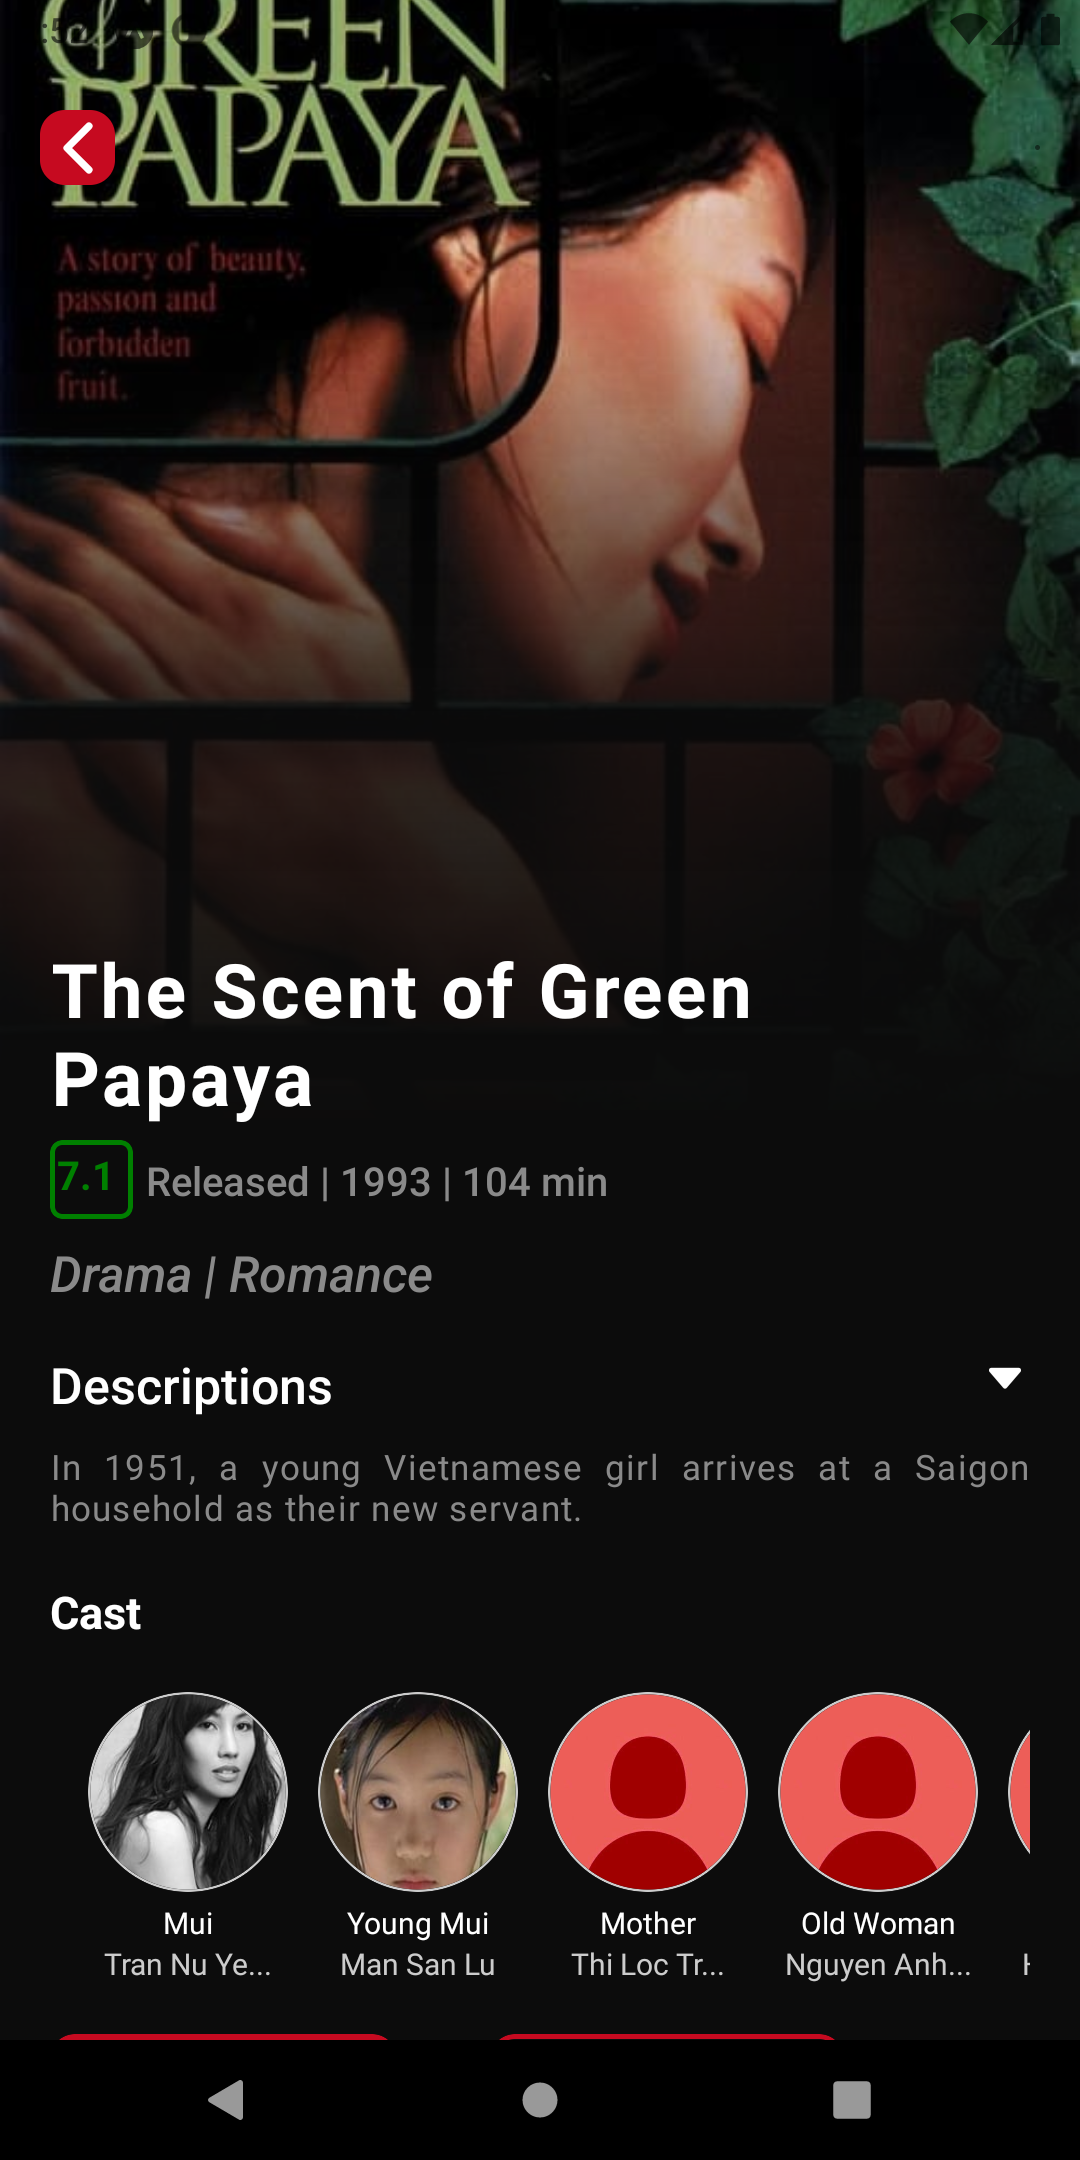 of GREEN
PAPAYA
A story of beauty,
passion and
forbidden
fruit.
The Scent of Green
Papaya
7.1 Released | 1993 | 104 min
Drama | Romance
Descriptions
In 1951, a young Vietnamese girl arrives at a Saigon
household as their new servant.
Cast
Mui Young Mui Mother Old Woman
Tran Nu Ye... Man San Lu Thi Loc Tr... Nguyen Anh...